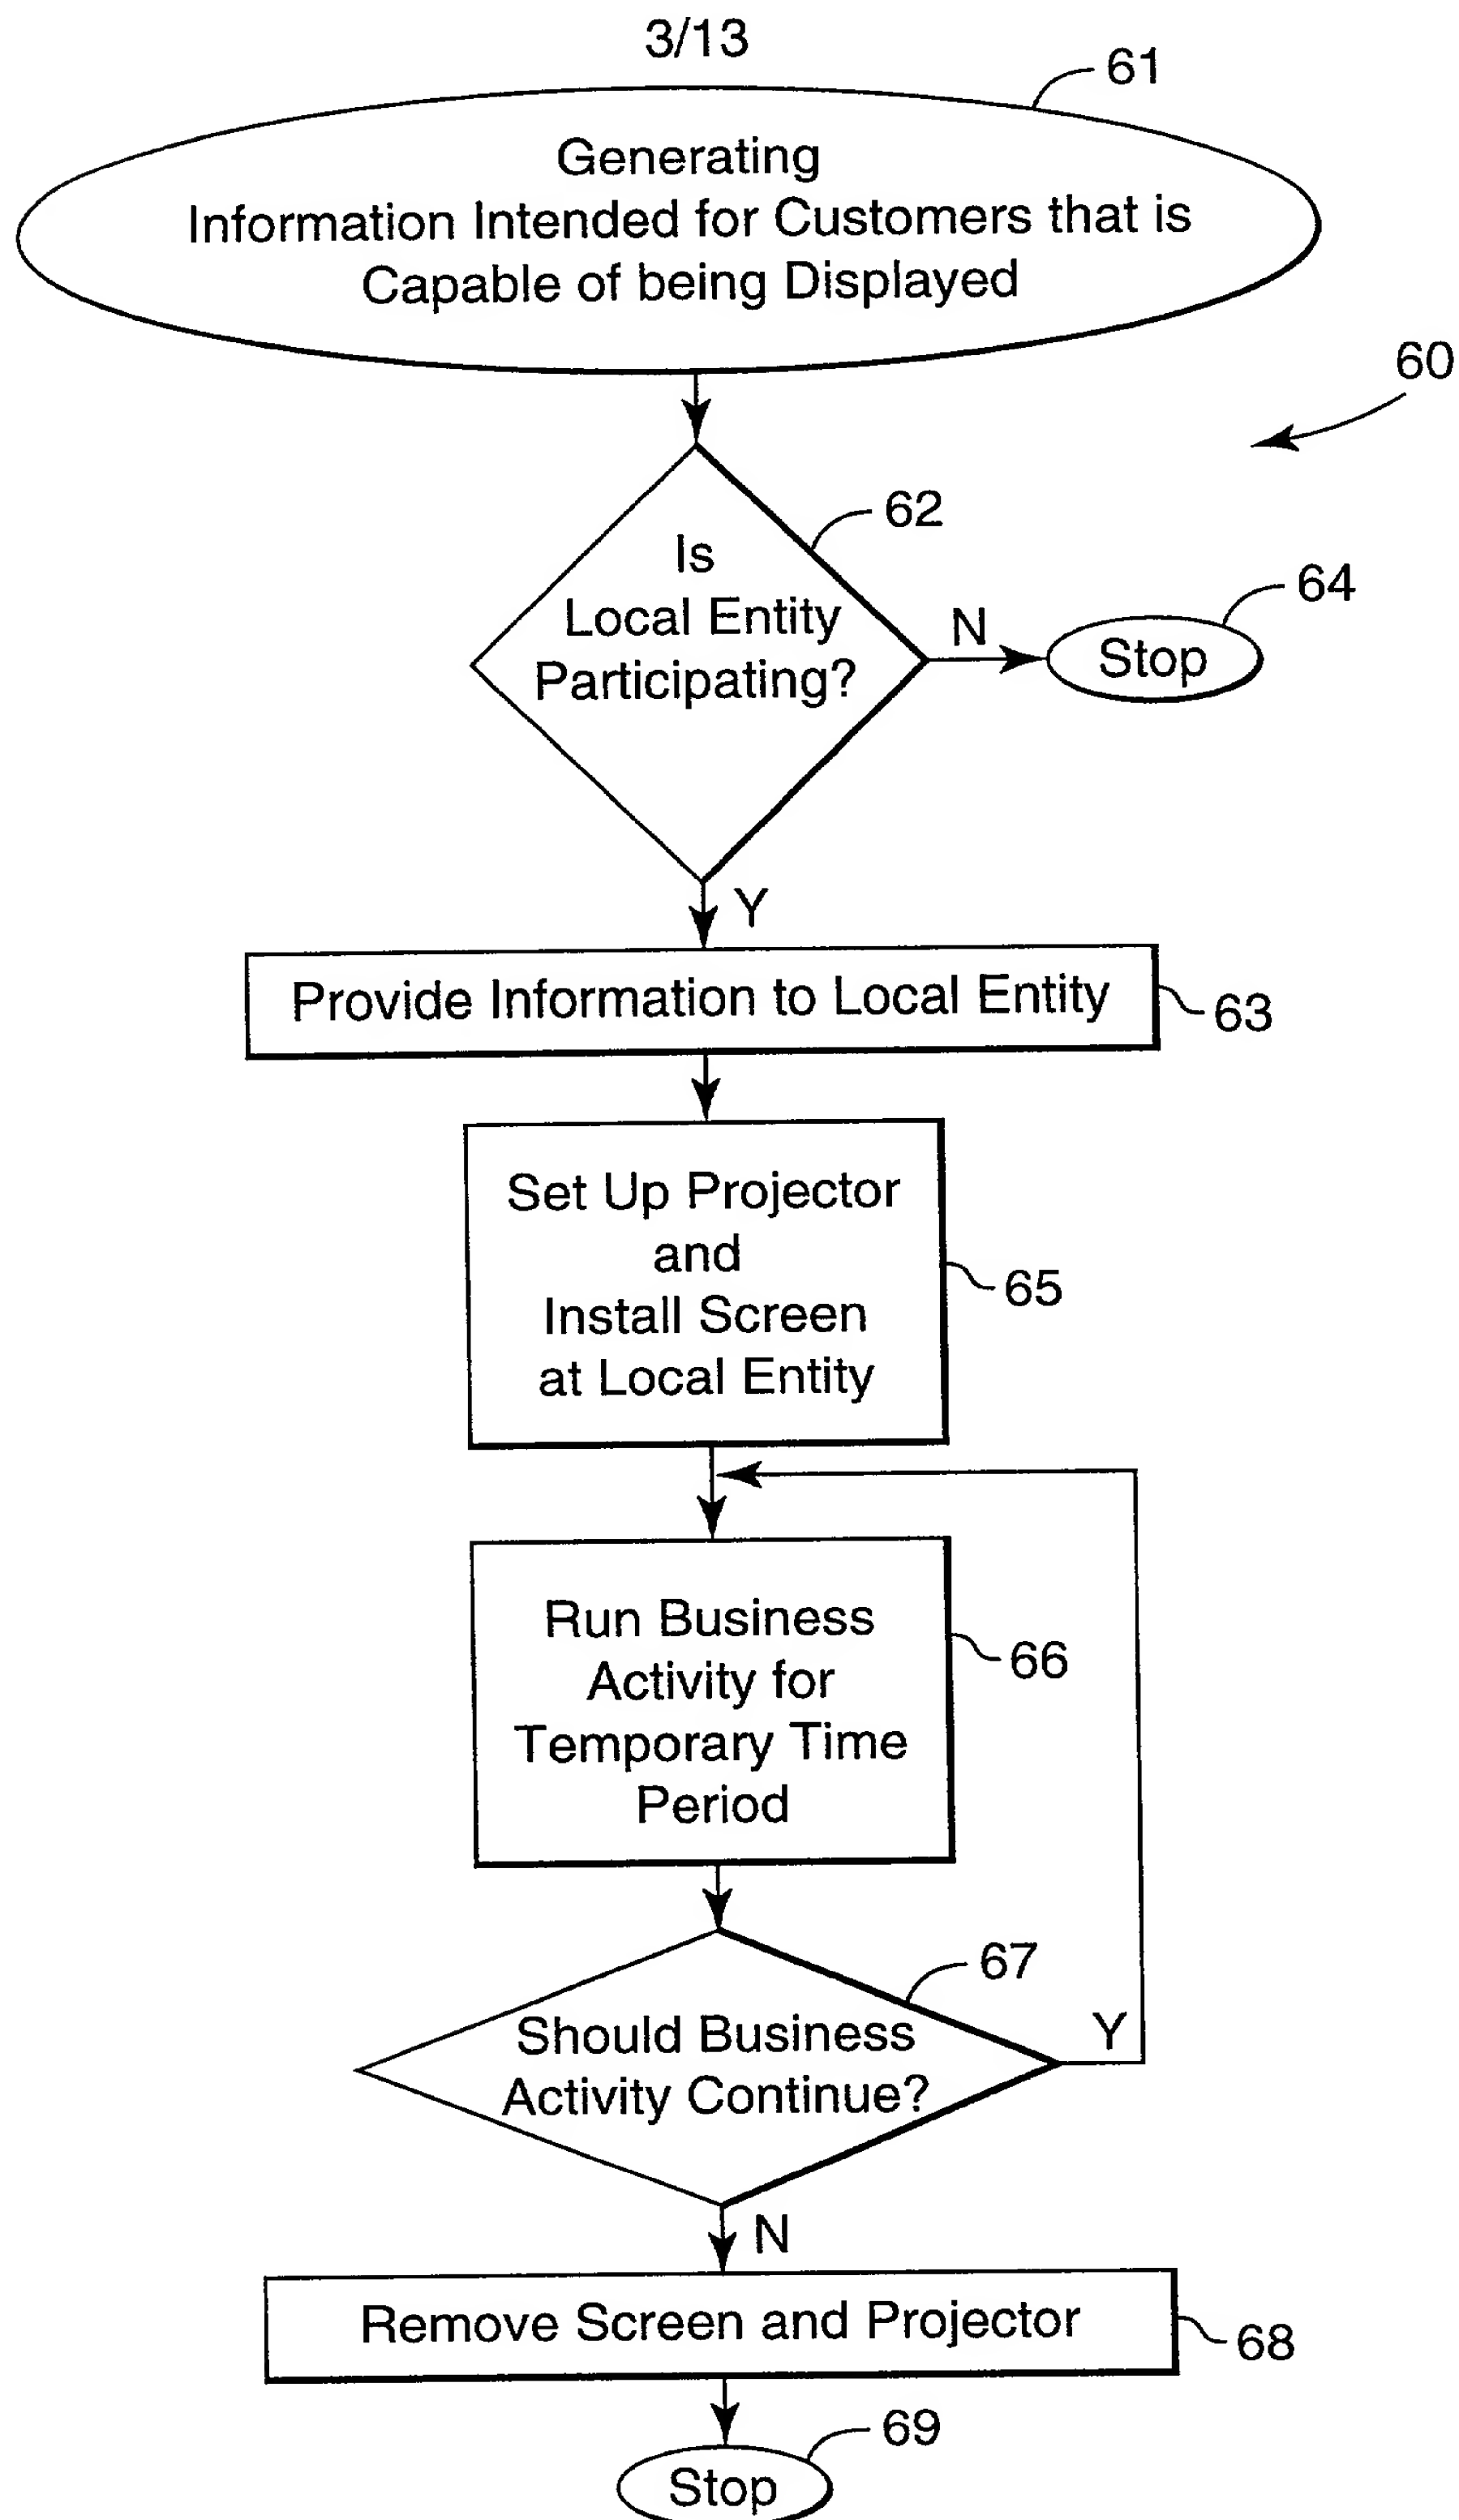 3/13
61
Generating
Information Intended for Customers that is
Capable of being Displayed
60
62
Is
Local Entity
Participating?
N
64
Stop
Y
Provide Information to Local Entity
63
Set Up Projector
and
Install Screen
at Local Entity
65
Run Business
Activity for
Temporary Time
Period
66
67
Should Business
Activity Continue?
Y
N
Remove Screen and Projector
68
69
Stop